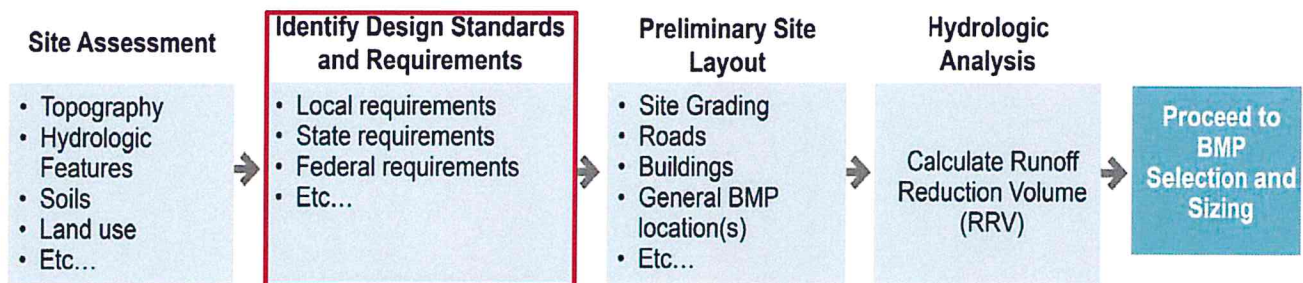 Site Assessment
• Topography
• Hydrologic
Features
• Soils
• Land use
• Etc...
Identify Design Standards
and Requirements
• Local requirements
• State requirements
• Federal requirements
• Etc...
Preliminary Site
Layout
• Site Grading
• Roads
• Buildings
• General BMP
location(s)
• Etc...
Hydrologic
Analysis
Calculate Runoff
Reduction Volume
(RRV)
Proceed to
BMP
Selection and
Sizing